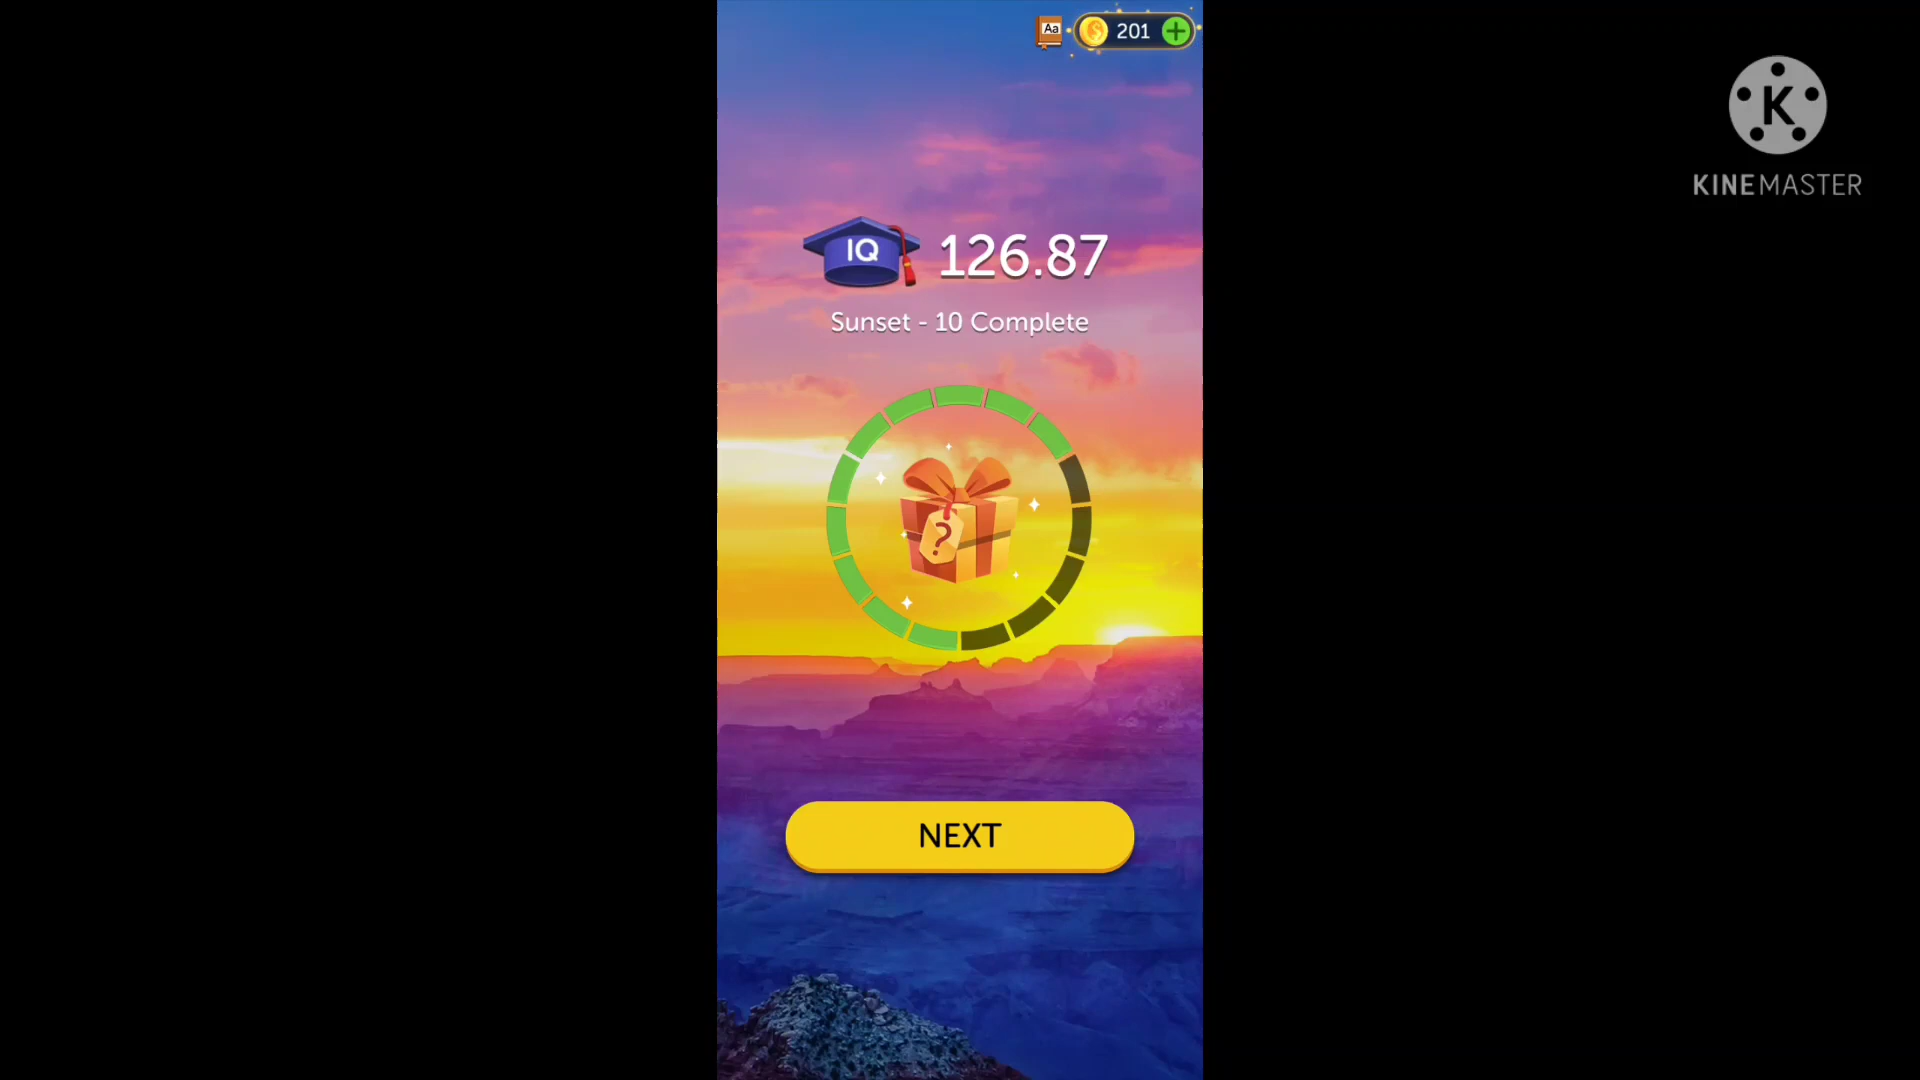 Aa
201
IQ
126.87
Sunset - 10 Complete
?
NEXT
K
KINEMASTER